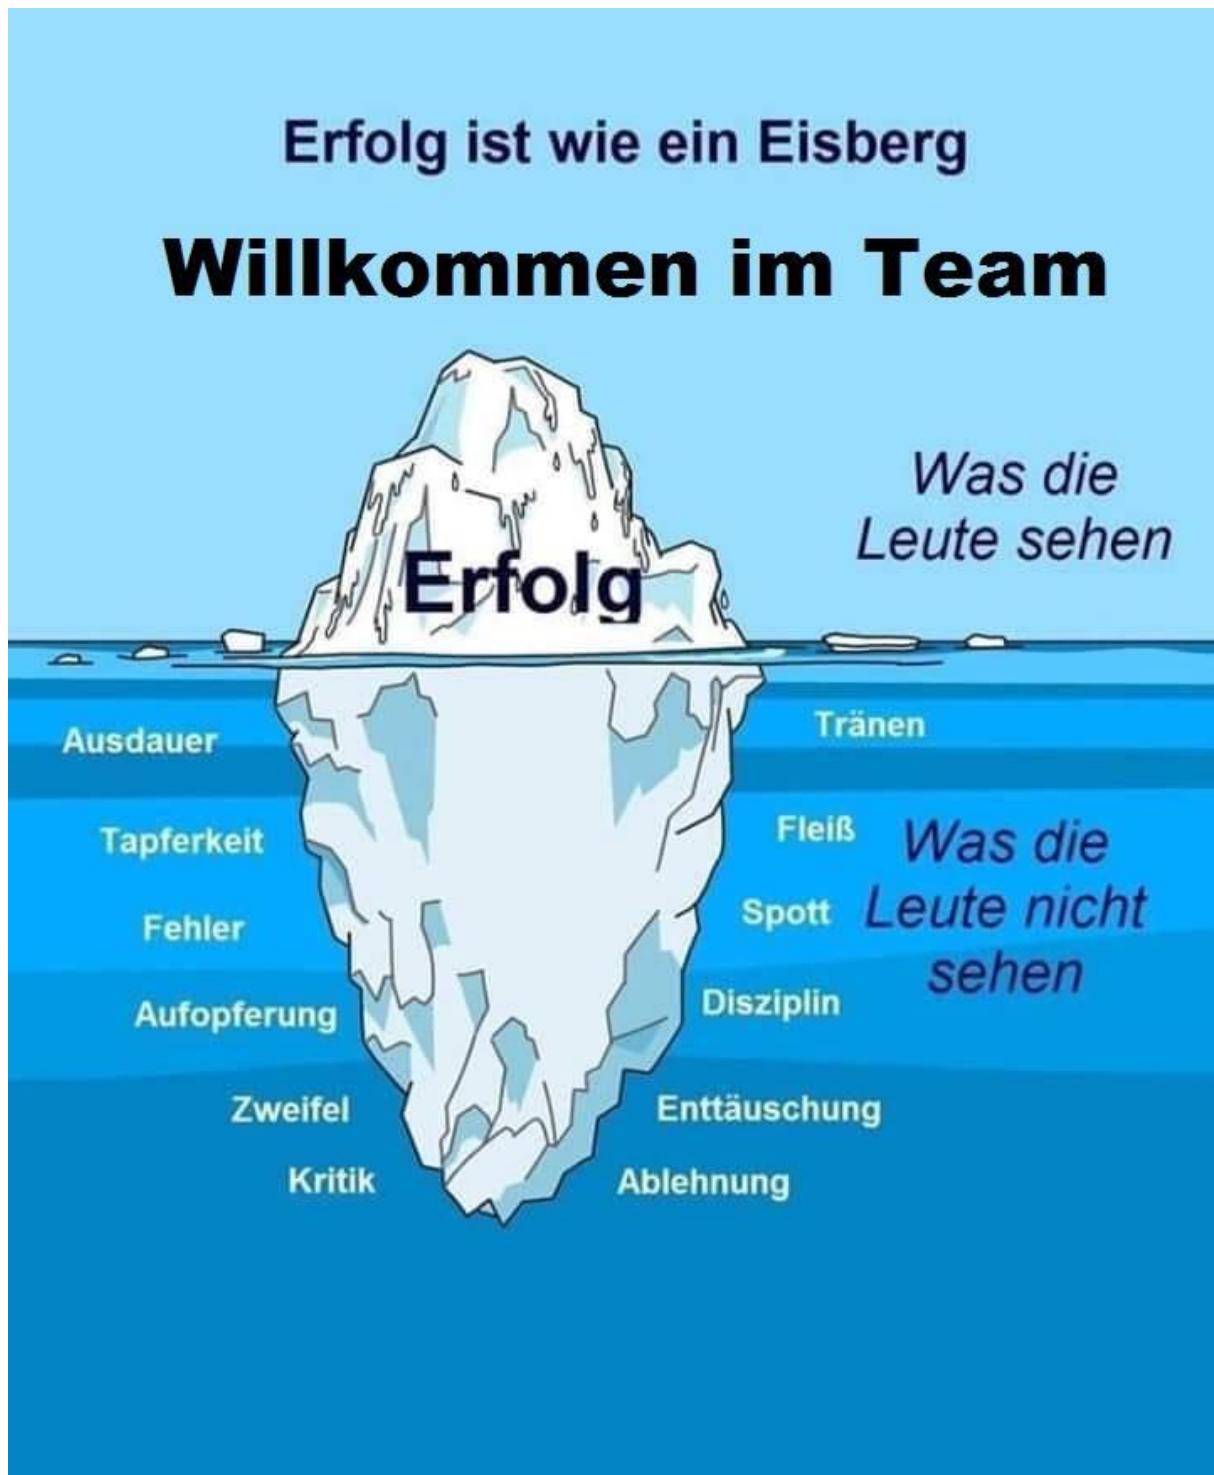 Erfolg ist wie ein Eisberg
Willkommen im Team
Was die
Leute sehen
Erfolg
Ausdauer
Tränen
Tapferkeit
Fleiß
Was die
Leute nicht
sehen
Fehler
Spott
Aufopferung
Disziplin
Zweifel
Enttäuschung
Kritik
Ablehnung